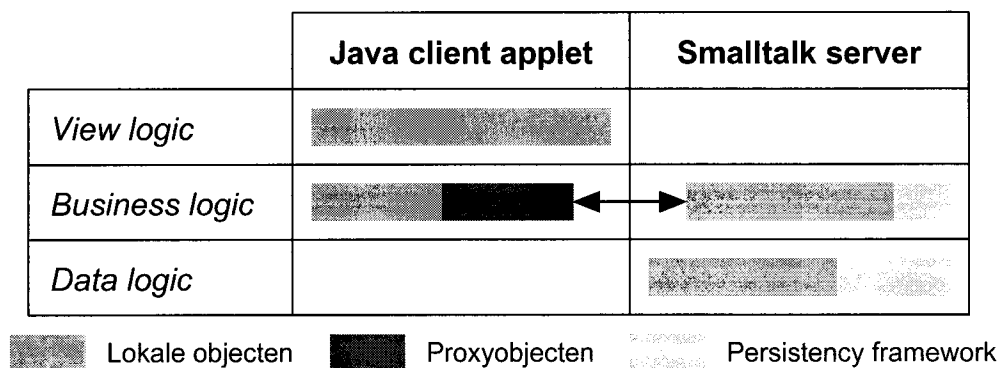 Java client applet
Smalltalk server
View logic
Business logic
Data logic
Lokale objecten
Proxyobjecten
Persistency framework